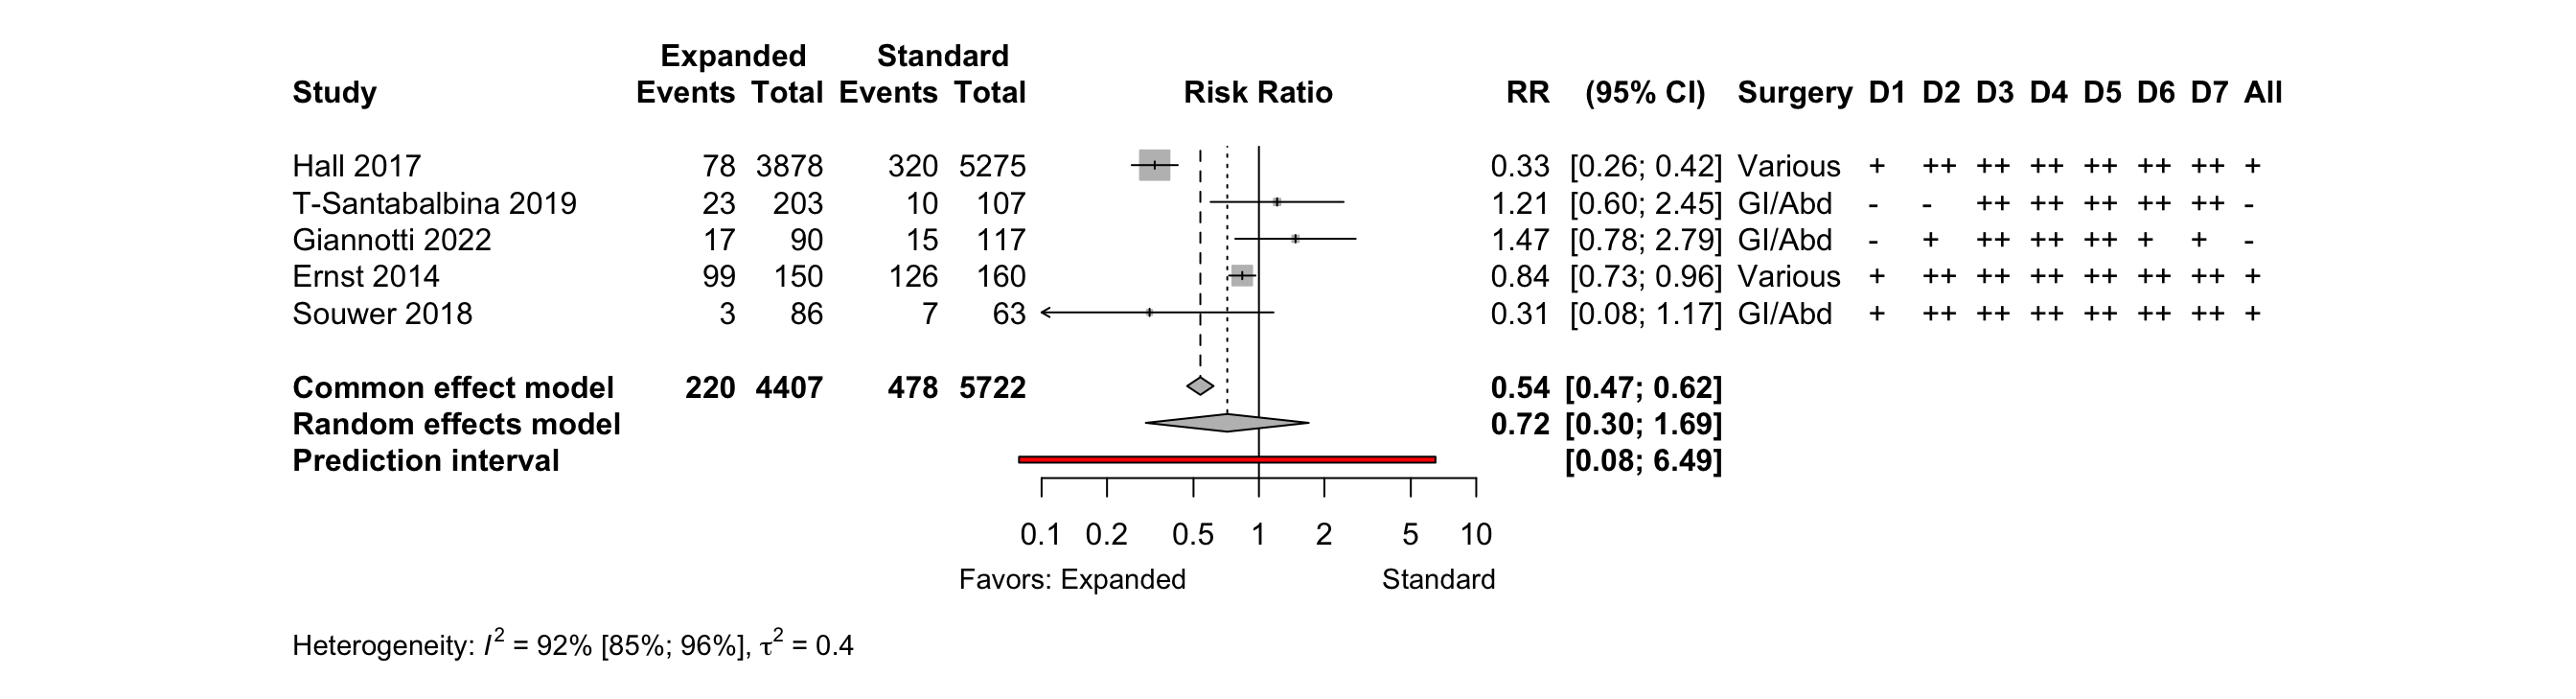 Expanded Standard
Study Events Total Events Total Risk Ratio RR (95% CI) Surgery D1 D2 D3 D4 D5 D6 D7 All
Hall 2017 78 3878 320 5275 0.33 [0.26; 0.42] Various + ++ ++ ++ ++ ++ ++ +
T-Santabalbina 2019 23 203 10 107 1.21 [0.60; 2.45] GI/Abd - - ++ ++ ++ ++ ++ -
Giannotti 2022 17 90 15 117 1.47 [0.78; 2.79] GI/Abd - + ++ ++ ++ + + -
Ernst 2014 99 150 126 160 0.84 [0.73; 0.96] Various + ++ ++ ++ ++ ++ ++ +
Souwer 2018 3 86 7 63 0.31 [0.08; 1.17] GI/Abd + ++ ++ ++ ++ ++ ++ +
Common effect model 220 4407 478 5722 0.54 [0.47; 0.62]
Random effects model 0.72 [0.30; 1.69]
Prediction interval [0.08; 6.49]
0.1 0.2 0.5 1 2 5 10
Favors: Expanded Standard
Heterogeneity: I² = 92% [85%; 96%], τ² = 0.4